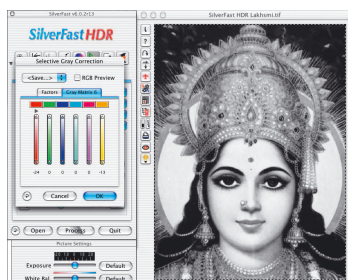 SilverFast v6.0.2r13
SilverFast HDR Lakhsmi.tif
SilverFast HDR
Selective Gray Correction
<Save...>
RGB Preview
Factors
Gray-Matrix-6
-24 0 0 0 0 -13
Cancel
OK
Open
Process
Quit
Picture Settings
Exposure
Default
White Bal.
Default